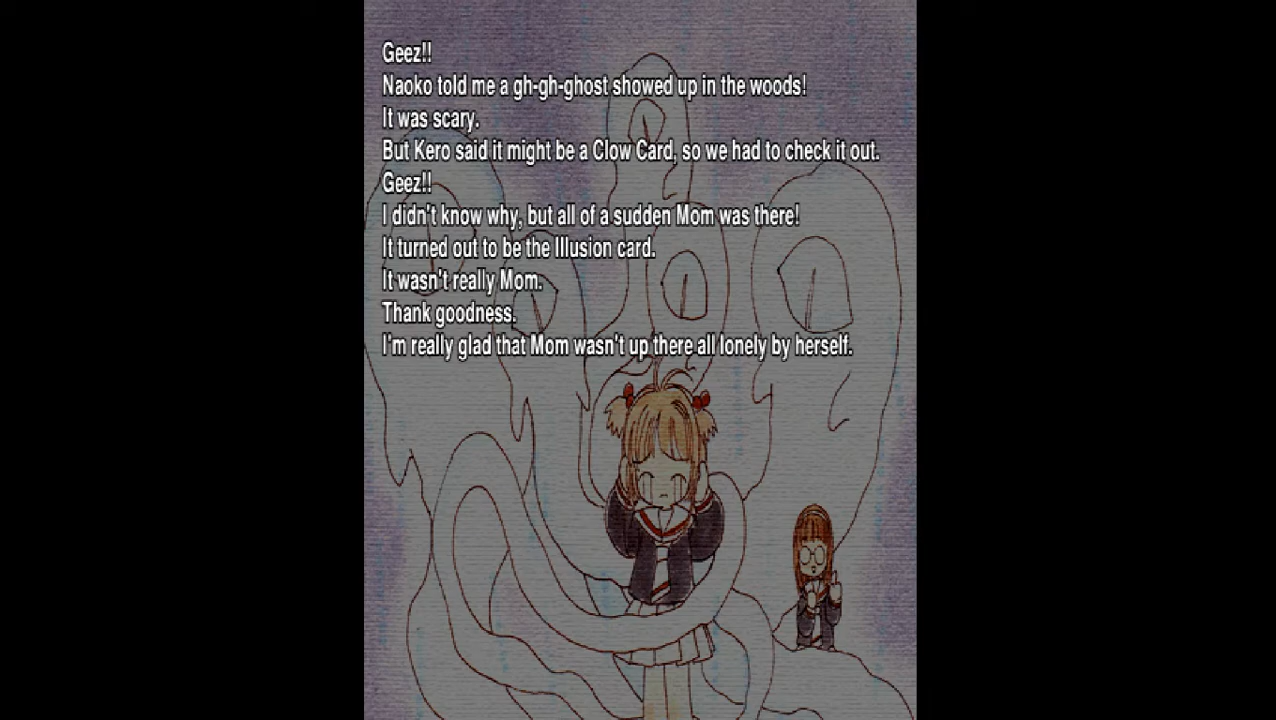 Geez!!
Naoko told me a gh-gh-ghost showed up in the woods!
It was scary.
But Kero said it might be a Clow Card, so we had to check it out.
Geez!!
I didn't know why, but all of a sudden Mom was there!
It turned out to be the Illusion card.
It wasn't really Mom.
Thank goodness.
I'm really glad that Mom wasn't up there all lonely by herself.